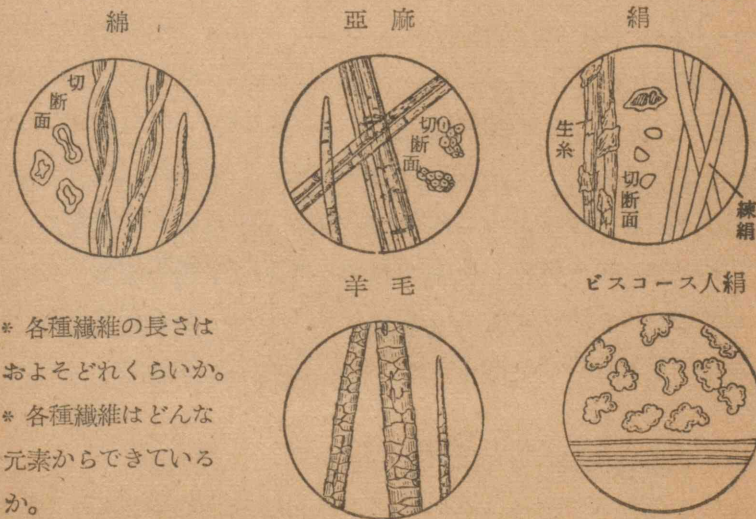 綿
亞麻
絹
切断面
切断面
生糸
切断面
練絹
羊毛
ビスコース人絹
* 各種繊維の長さは
およそどれくらいか。
* 各種繊維はどんな
元素からできている
か。